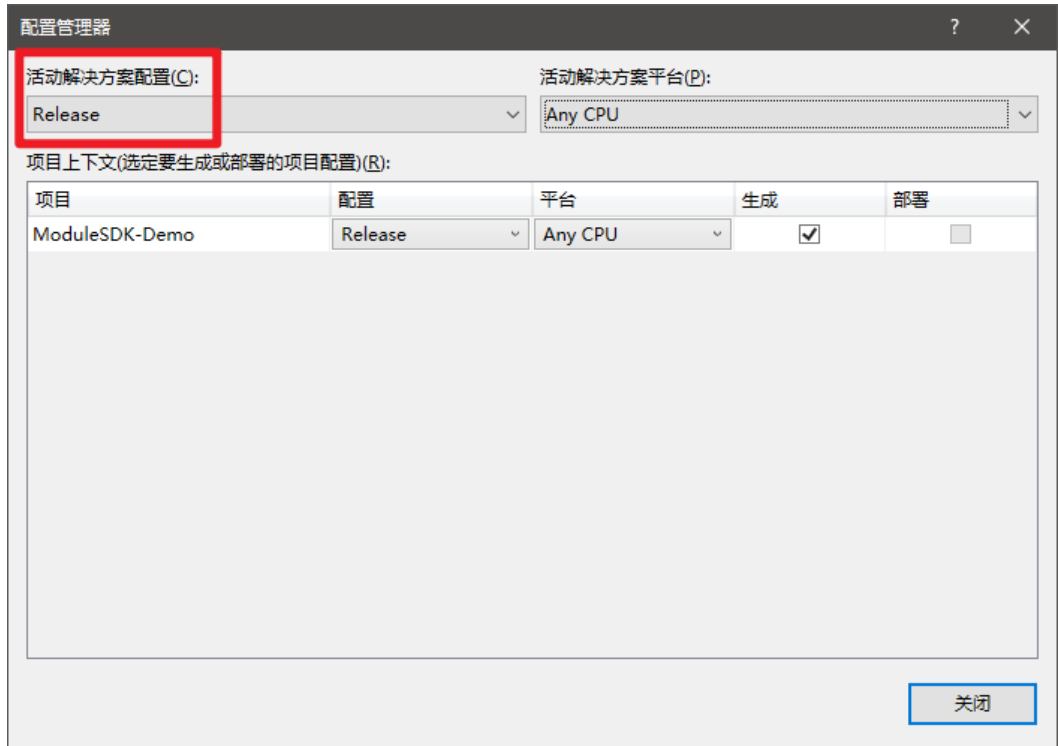 配置管理器 ?
活动解决方案配置(C): 活动解决方案平台(P):
Release Any CPU
项目上下文(选定要生成或部署的项目配置)(R):
项目 配置 平台 生成 部署
ModuleSDK-Demo Release Any CPU
关闭